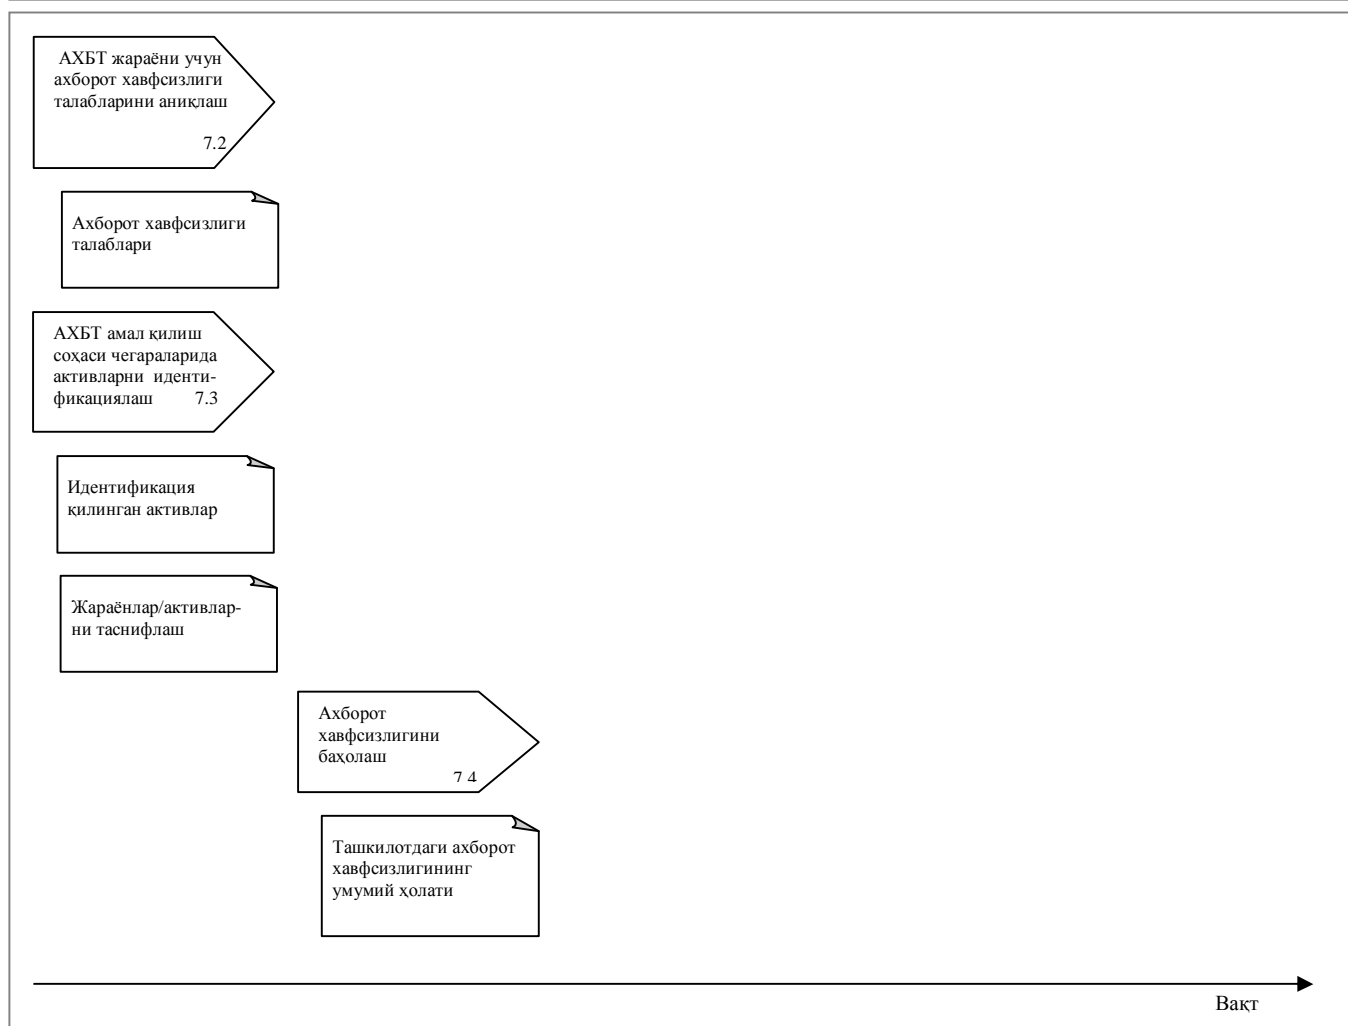 АХБТ жараёни учун
ахборот хавфсизлиги
талабларини аниқлаш
7.2
Ахборот хавфсизлиги
талаблари
АХБТ амал қилиш
соҳаси чегараларида
активларни иденти-
фикациялаш 7.3
Идентификация
қилинган активлар
Жараёнлар/активлар-
ни таснифлаш
Ахборот
хавфсизлигини
баҳолаш
7.4
Ташкилотдаги ахборот
хавфсизлигининг
умумий ҳолати
Вақт